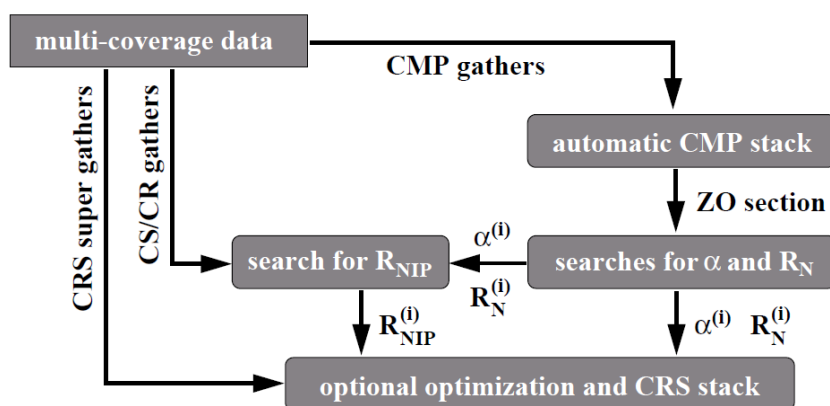 multi-coverage data
CMP gathers
CRS super gathers
CS/CR gathers
automatic CMP stack
ZO section
search for R_NIP
α^(i)
R_N^(i)
searches for α and R_N
R_NIP^(i)
α^(i) R_N^(i)
optional optimization and CRS stack